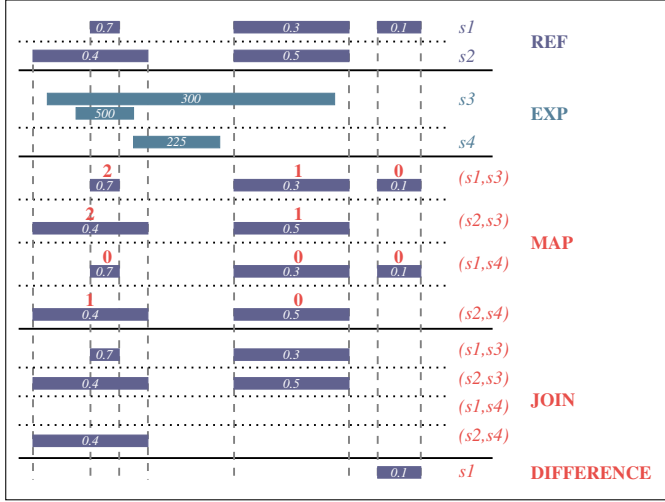 0.7 0.3 0.1 s1
REF
0.4 0.5 s2
300 s3
500 EXP
225 s4
2 1 0
0.7 0.3 0.1 (s1,s3)
2 1
0.4 0.5 (s2,s3)
MAP
0 0 0
0.7 0.3 0.1 (s1,s4)
1 0
0.4 0.5 (s2,s4)
0.7 0.3 (s1,s3)
0.4 0.5 (s2,s3)
JOIN
(s1,s4)
0.4 (s2,s4)
0.1 s1 DIFFERENCE